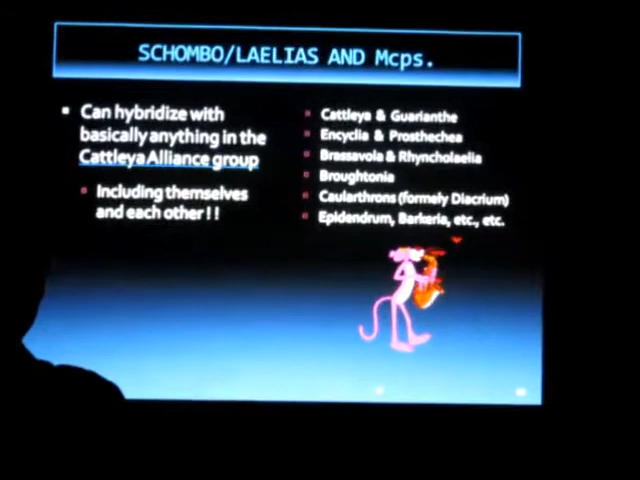 SCHOMBO/LAELIAS AND Mcps.
Can hybridize with
basically anything in the
Cattleya Alliance group
Including themselves
and each other ! !
Cattleya & Guarianthe
Encyclia & Prosthechea
Brassavola & Rhyncholaelia
Broughtonia
Caularthrons (formely Diacrium)
Epidendrum, Barkeria, etc., etc.